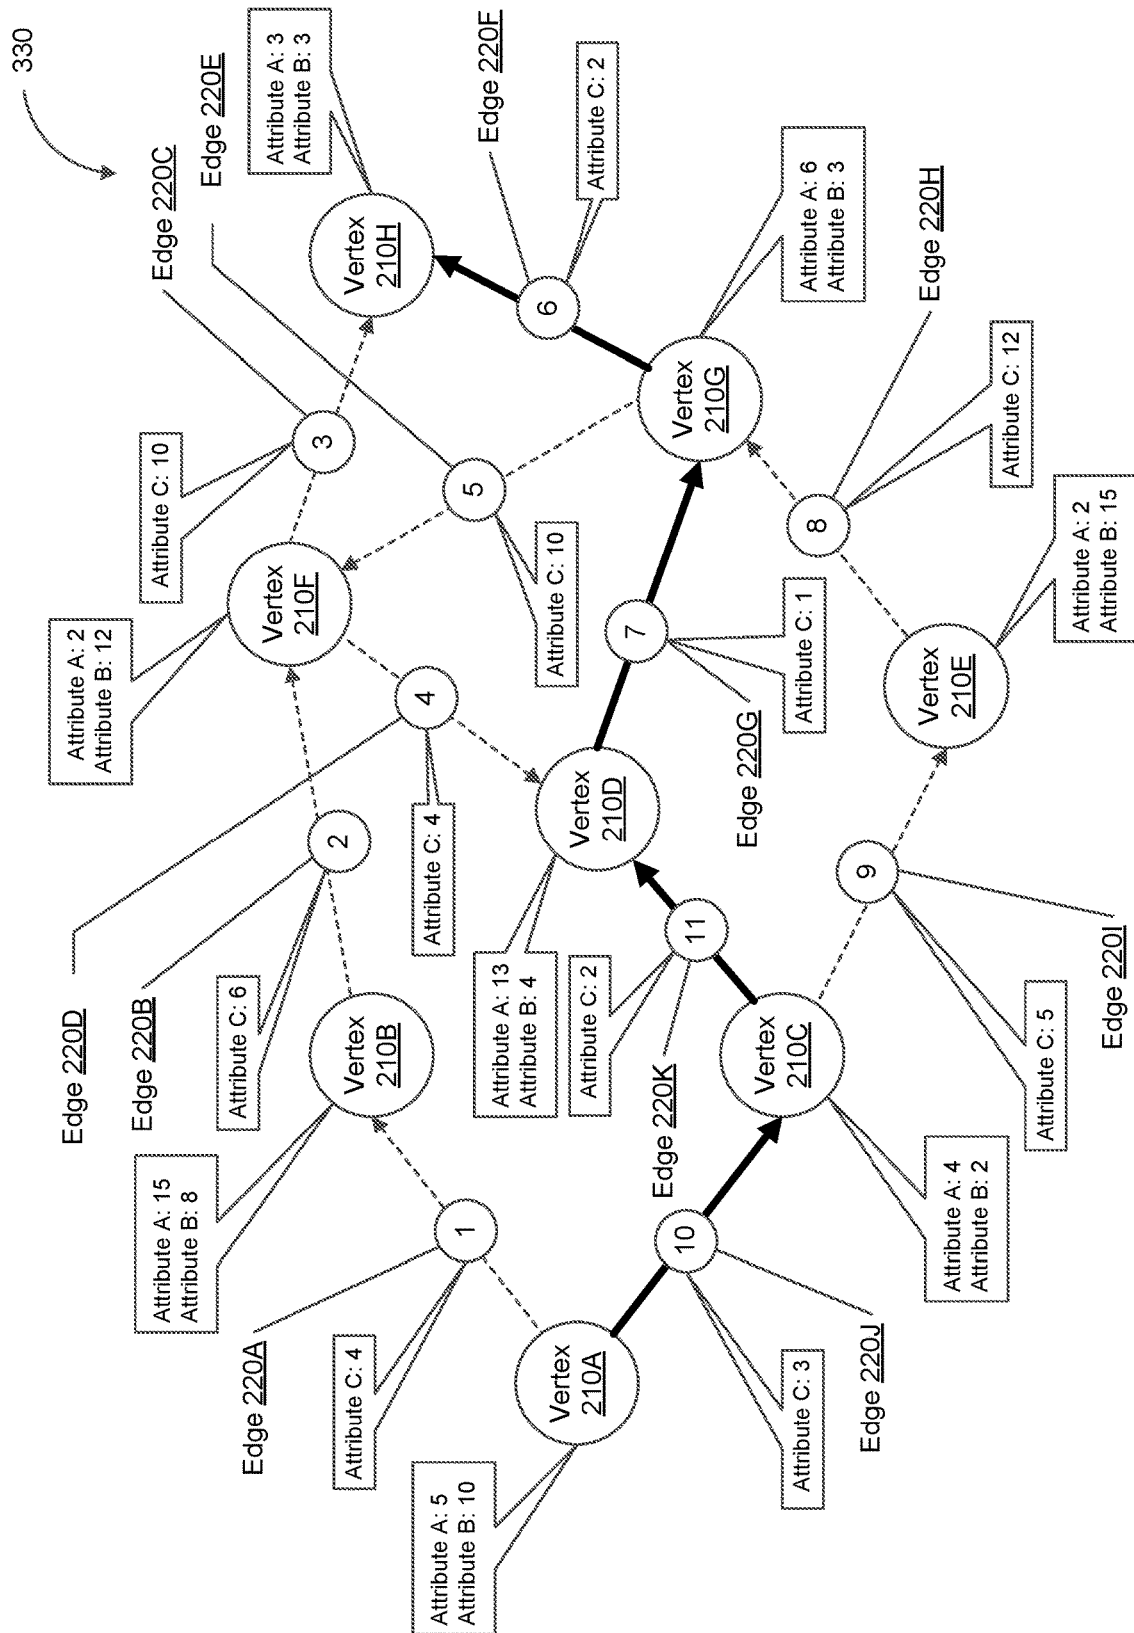 330
Edge 220D
Edge 220B
Edge 220A
Edge 220C
Edge 220E
Attribute A: 15
Attribute B: 8
Attribute C: 6
Attribute A: 2
Attribute B: 12
Attribute C: 10
Attribute A: 3
Attribute B: 3
Attribute C: 4
1
Vertex
210B
2
Vertex
210F
3
Vertex
210H
Attribute C: 4
4
5
Edge 220F
Attribute A: 5
Attribute B: 10
Vertex
210A
Attribute A: 13
Attribute B: 4
Vertex
210D
Attribute C: 10
6
Attribute C: 2
Attribute C: 2
11
7
Vertex
210G
10
Edge 220K
Vertex
210C
Edge 220G
Attribute C: 1
8
Attribute A: 6
Attribute B: 3
Attribute C: 3
Edge 220J
Attribute A: 4
Attribute B: 2
9
Vertex
210E
Edge 220H
Attribute C: 12
Attribute C: 5
Edge 220I
Attribute A: 2
Attribute B: 15